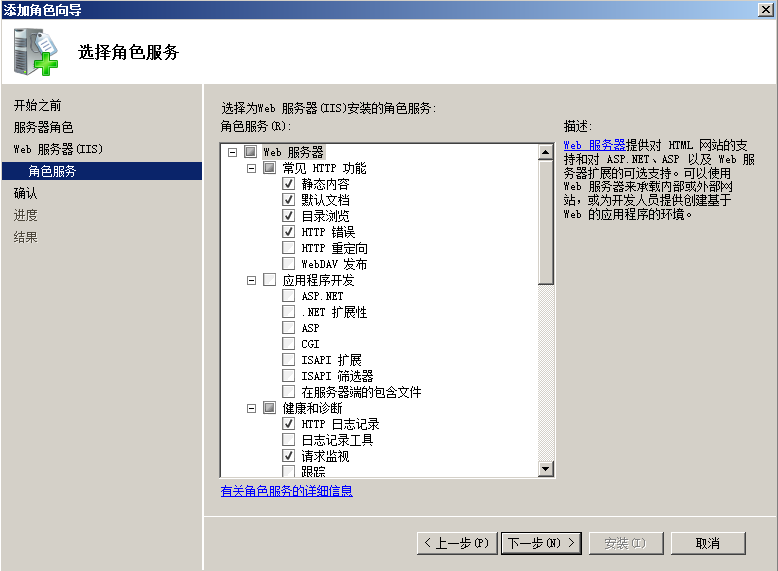 添加角色向导
选择角色服务
开始之前
服务器角色
Web 服务器(IIS)
角色服务
确认
进度
结果
选择为Web 服务器(IIS)安装的角色服务:
角色服务(R):
Web 服务器
常见 HTTP 功能
静态内容
默认文档
目录浏览
HTTP 错误
HTTP 重定向
WebDAV 发布
应用程序开发
ASP.NET
.NET 扩展性
ASP
CGI
ISAPI 扩展
ISAPI 筛选器
在服务器端的包含文件
健康和诊断
HTTP 日志记录
日志记录工具
请求监视
跟踪
有关角色服务的详细信息
描述:
Web 服务器提供对 HTML 网站的支
持和对 ASP.NET、ASP 以及 Web 服
务器扩展的可选支持。可以使用
Web 服务器来承载内部或外部网
站，或为开发人员提供创建基于
Web 的应用程序的环境。
< 上一步(P)
下一步(N) >
安装(I)
取消